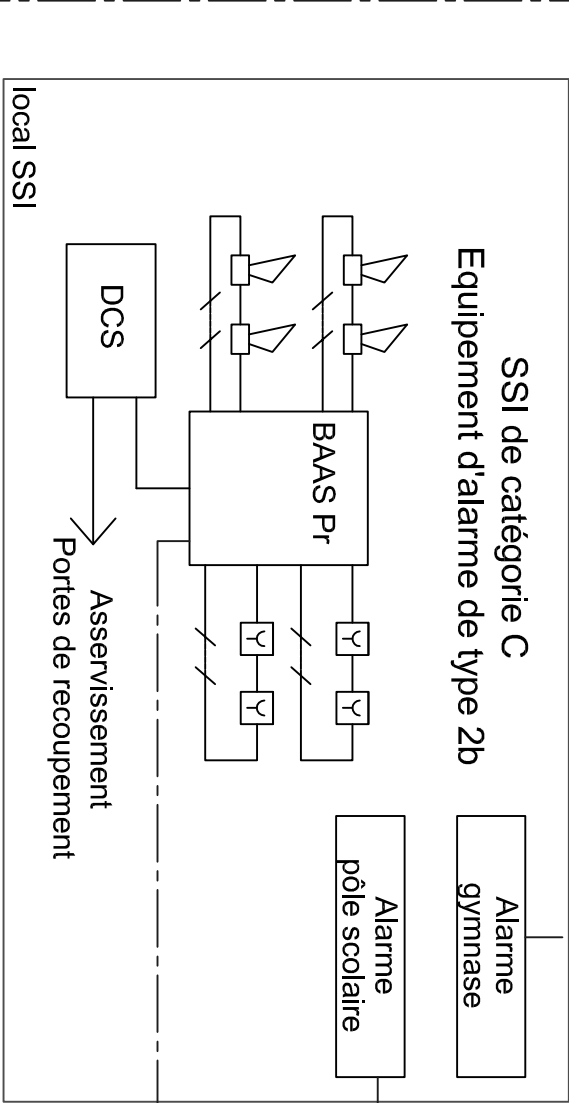 SSI de catégorie C
Equipement d'alarme de type 2b
Alarme
gymnase
Alarme
pôle scolaire
BAAS Pr
DCS
Asservissement
Portes de recoupement
local SSI